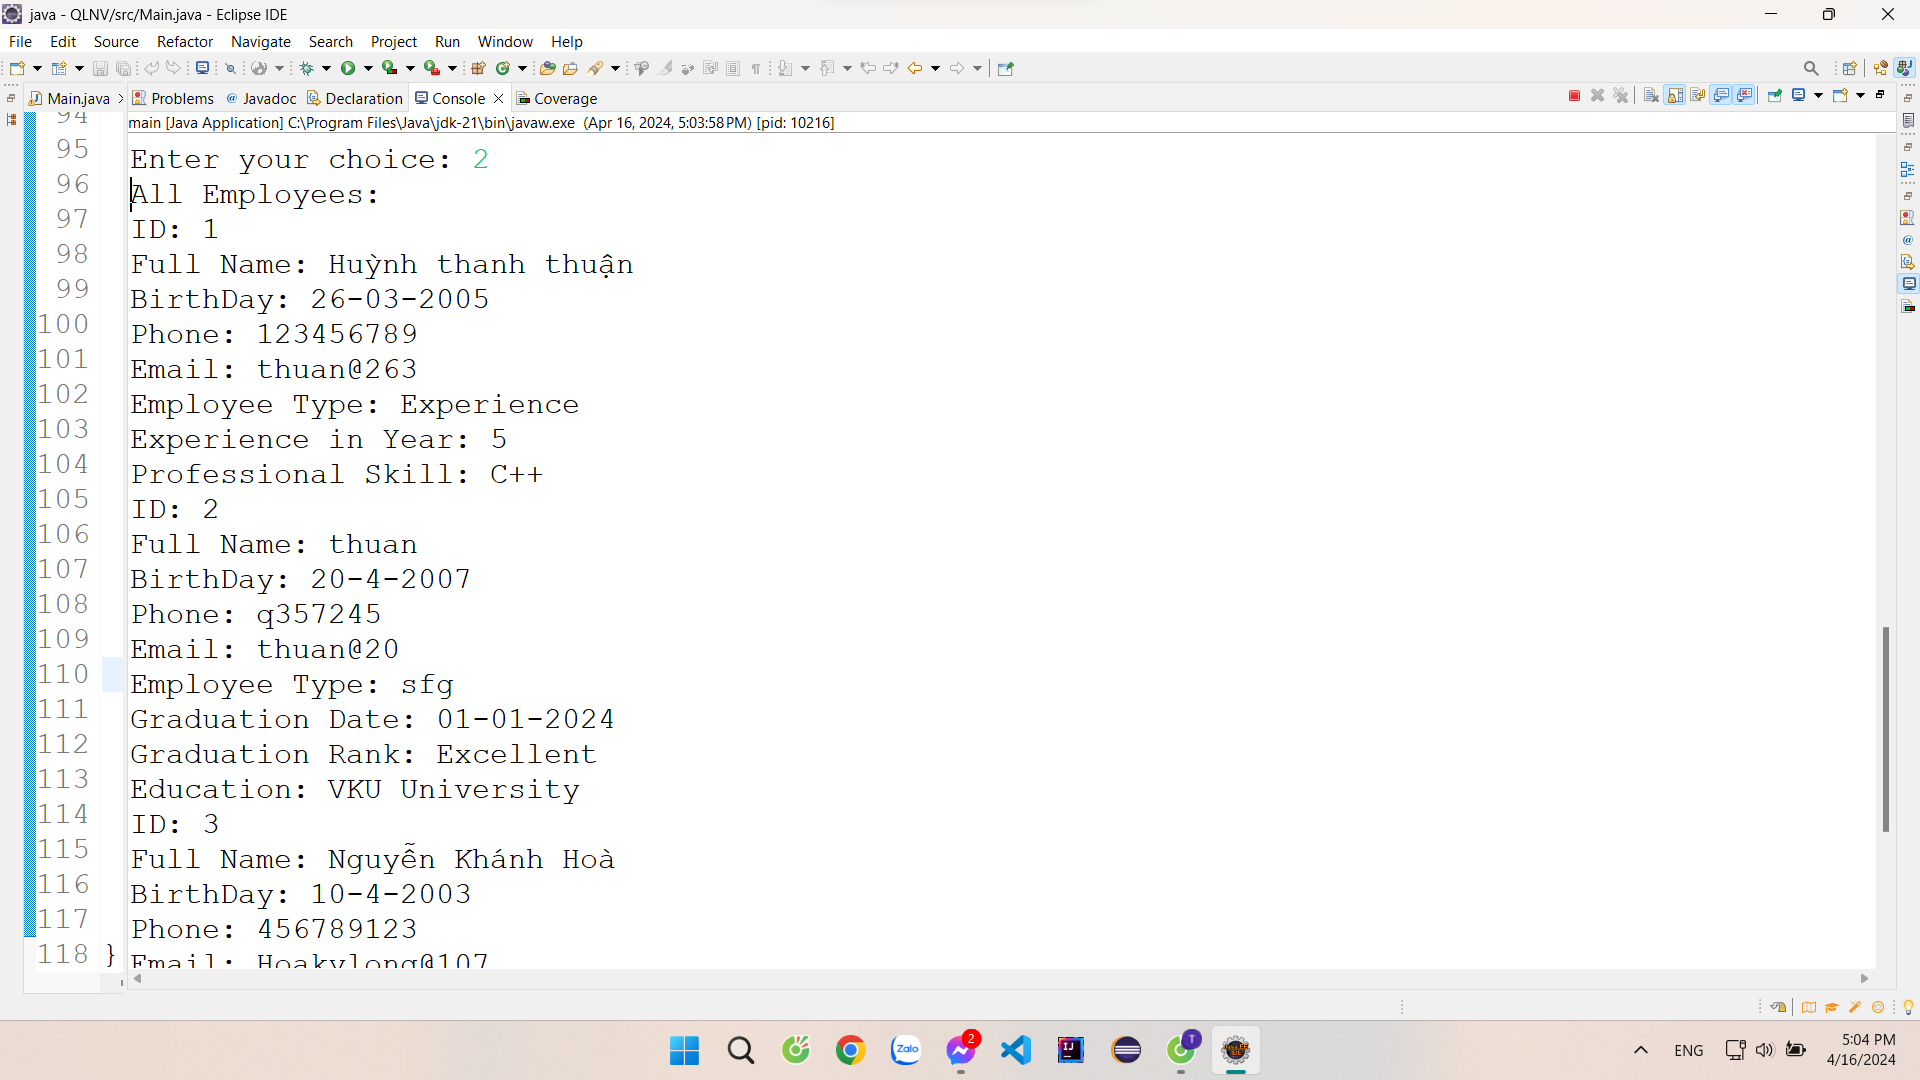 java - QLNV/src/Main.java - Eclipse IDE
File Edit Source Refactor Navigate Search Project Run Window Help
Main.java Problems Javadoc Declaration Console Coverage
main [Java Application] C:\Program Files\Java\jdk-21\bin\javaw.exe (Apr 16, 2024, 5:03:58 PM) [pid: 10216]
94
95 Enter your choice: 2
96 All Employees:
97 ID: 1
98 Full Name: Huỳnh thanh thuận
99 BirthDay: 26-03-2005
100 Phone: 123456789
101 Email: thuan@263
102 Employee Type: Experience
103 Experience in Year: 5
104 Professional Skill: C++
105 ID: 2
106 Full Name: thuan
107 BirthDay: 20-4-2007
108 Phone: q357245
109 Email: thuan@20
110 Employee Type: sfg
111 Graduation Date: 01-01-2024
112 Graduation Rank: Excellent
113 Education: VKU University
114 ID: 3
115 Full Name: Nguyễn Khánh Hoà
116 BirthDay: 10-4-2003
117 Phone: 456789123
118 } Email: Hoakylong@107
Zalo 2 IJ T IDE
ENG 5:04 PM
4/16/2024